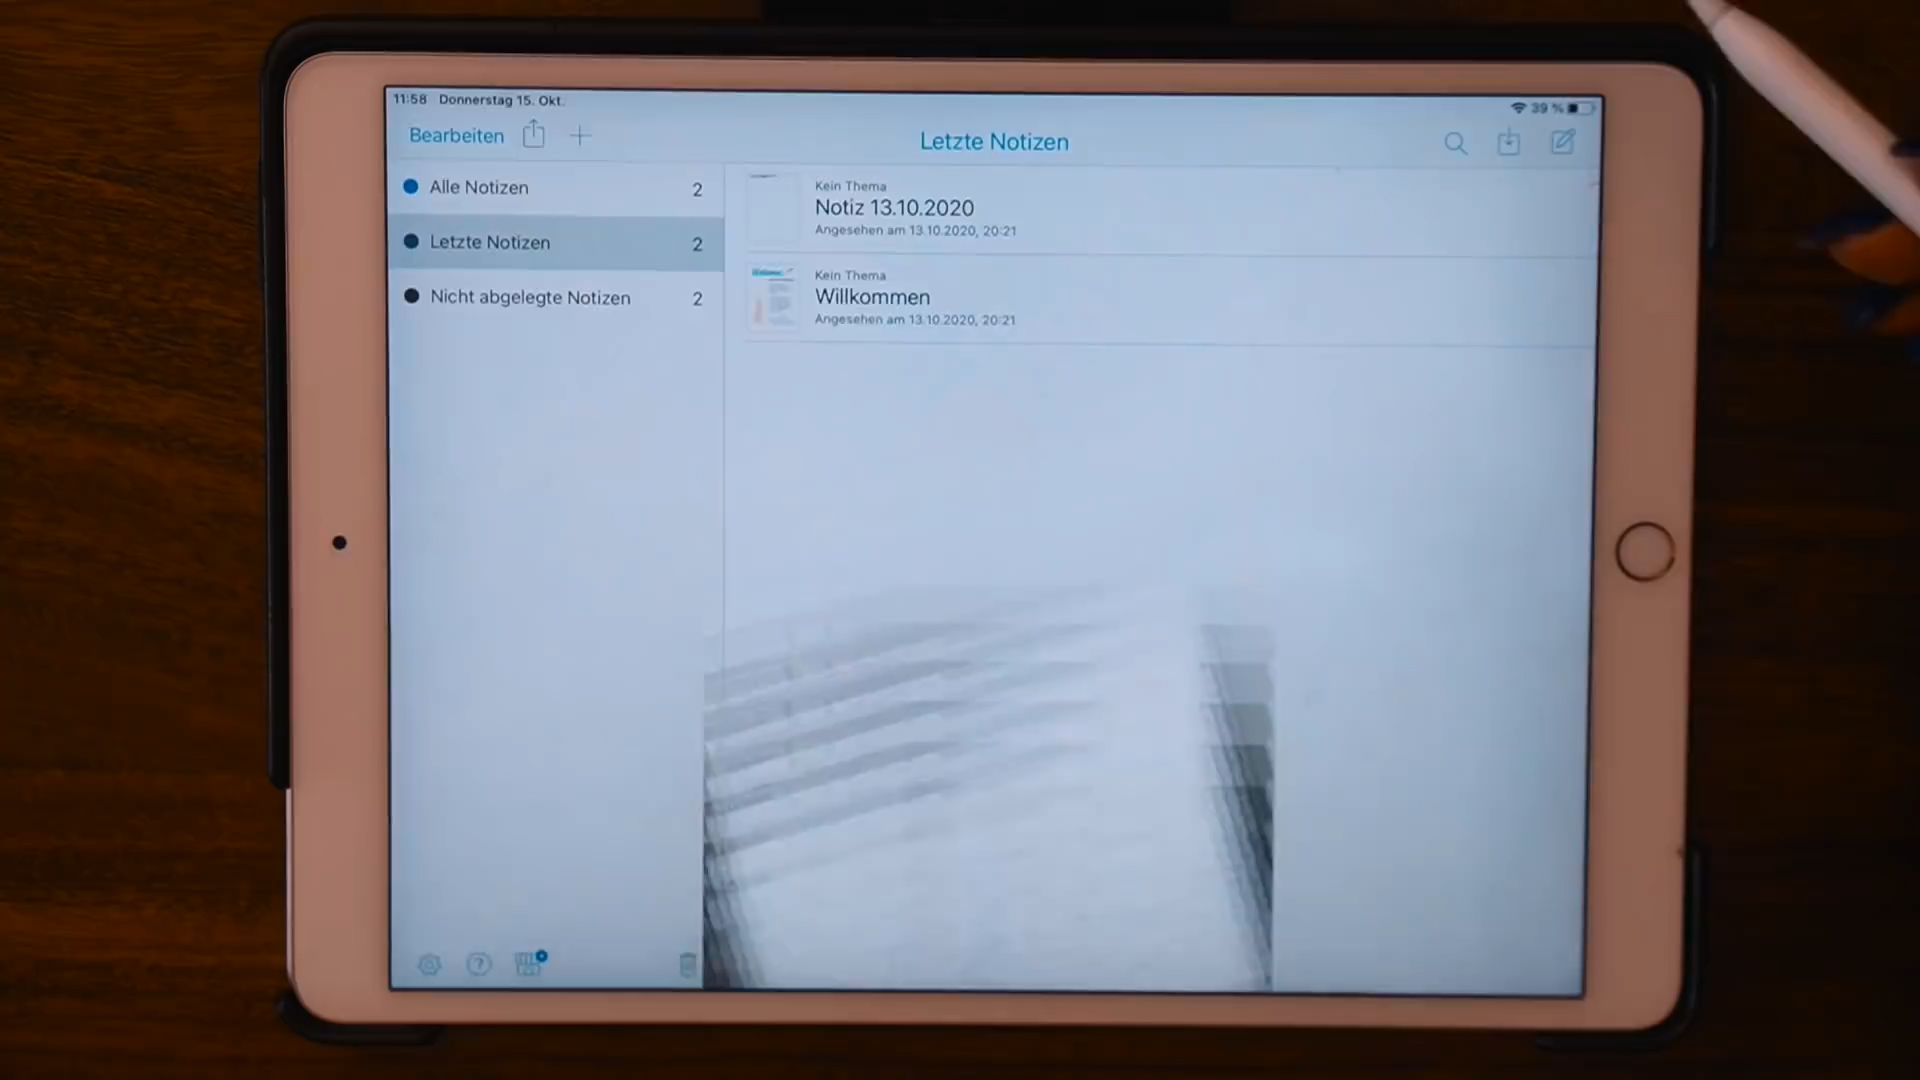 11:58 Donnerstag 15. Okt.
39 %
Bearbeiten
Letzte Notizen
Alle Notizen 2
Letzte Notizen 2
Nicht abgelegte Notizen 2
Kein Thema
Notiz 13.10.2020
Angesehen am 13.10.2020, 20:21
Kein Thema
Willkommen
Angesehen am 13.10.2020, 20:21
?